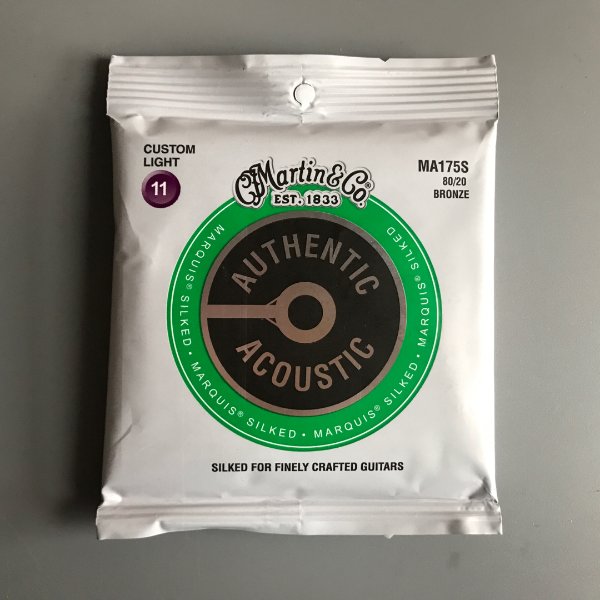 CUSTOM
LIGHT
11
MA175S
80/20
BRONZE
CFMartin & Co.®
EST. 1833
MARQUIS® SILKED • MARQUIS® SILKED • MARQUIS® SILKED • MARQUIS® SILKED
AUTHENTIC
ACOUSTIC
SILKED FOR FINELY CRAFTED GUITARS